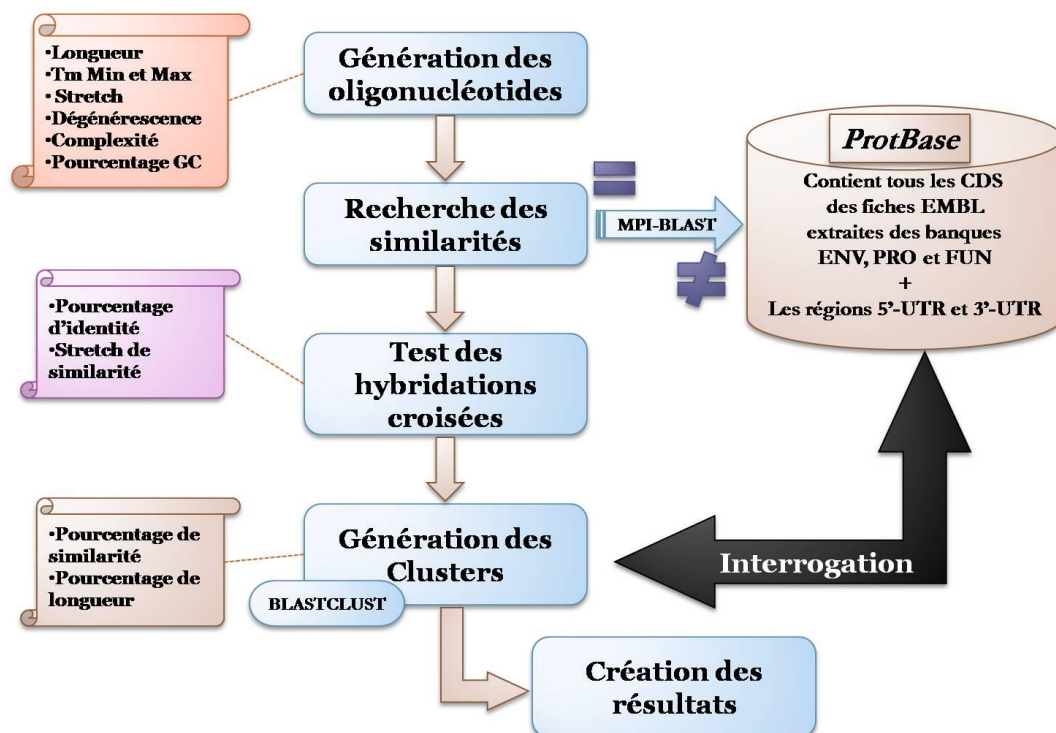 •Longueur
•Tm Min et Max
• Stretch
•Dégénérescence
•Complexité
•Pourcentage GC
Génération des
oligonucléotides
Recherche des
similarités
MPI-BLAST
ProtBase
Contient tous les CDS
des fiches EMBL
extraites des banques
ENV, PRO et FUN
+
Les régions 5’-UTR et 3’-UTR
•Pourcentage
d’identité
•Stretch de
similarité
Test des
hybridations
croisées
•Pourcentage de
similarité
•Pourcentage de
longueur
Génération des
Clusters
BLASTCLUST
Interrogation
Création des
résultats